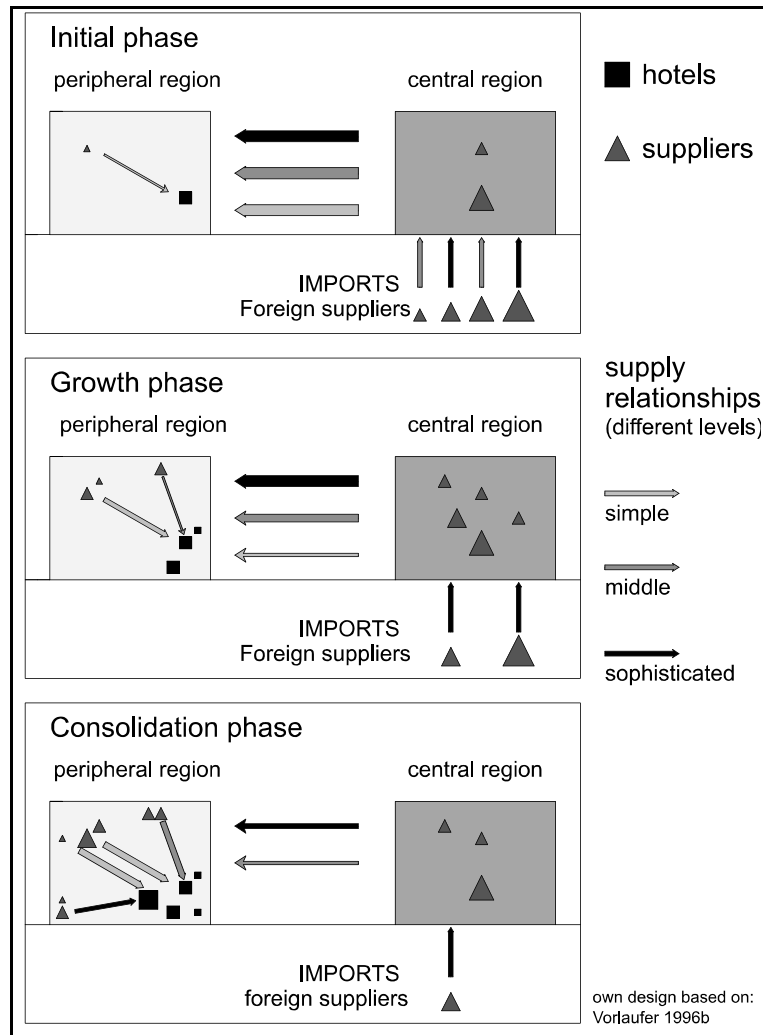 Initial phase
peripheral region
central region
IMPORTS
Foreign suppliers
hotels
suppliers
Growth phase
peripheral region
central region
IMPORTS
Foreign suppliers
supply
relationships
(different levels)
simple
middle
sophisticated
Consolidation phase
peripheral region
central region
IMPORTS
foreign suppliers
own design based on:
Vorlaufer 1996b